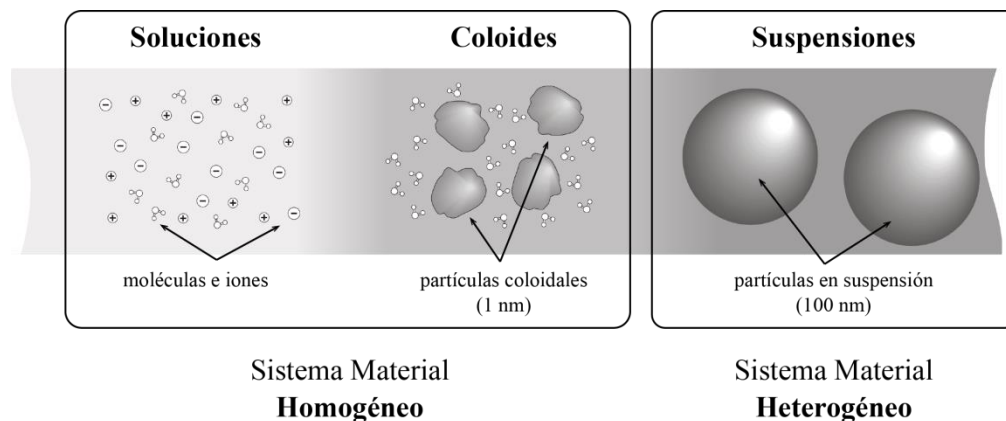 Soluciones
Coloides
Suspensiones
moléculas e iones
partículas coloidales
(1 nm)
partículas en suspensión
(100 nm)
Sistema Material
Homogéneo
Sistema Material
Heterogéneo